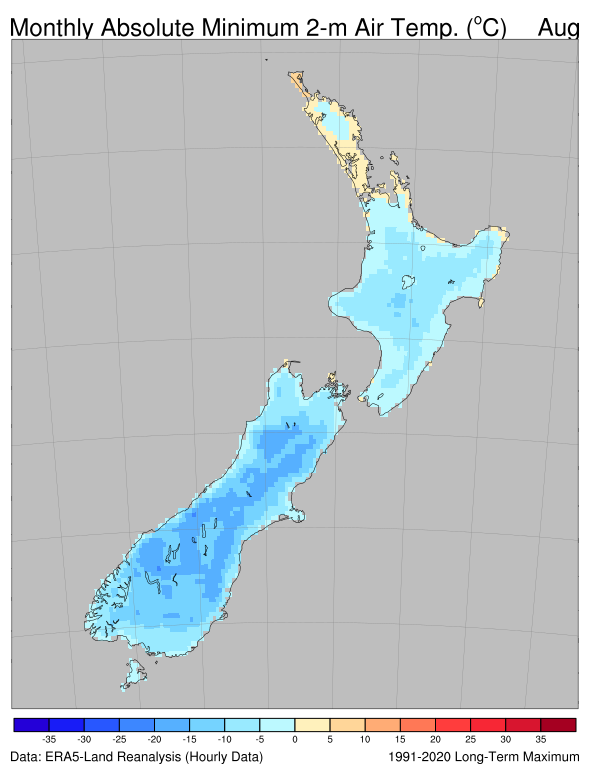 Monthly Absolute Minimum 2-m Air Temp. (°C) Aug
-35 -30 -25 -20 -15 -10 -5 0 5 10 15 20 25 30 35
Data: ERA5-Land Reanalysis (Hourly Data) 1991-2020 Long-Term Maximum